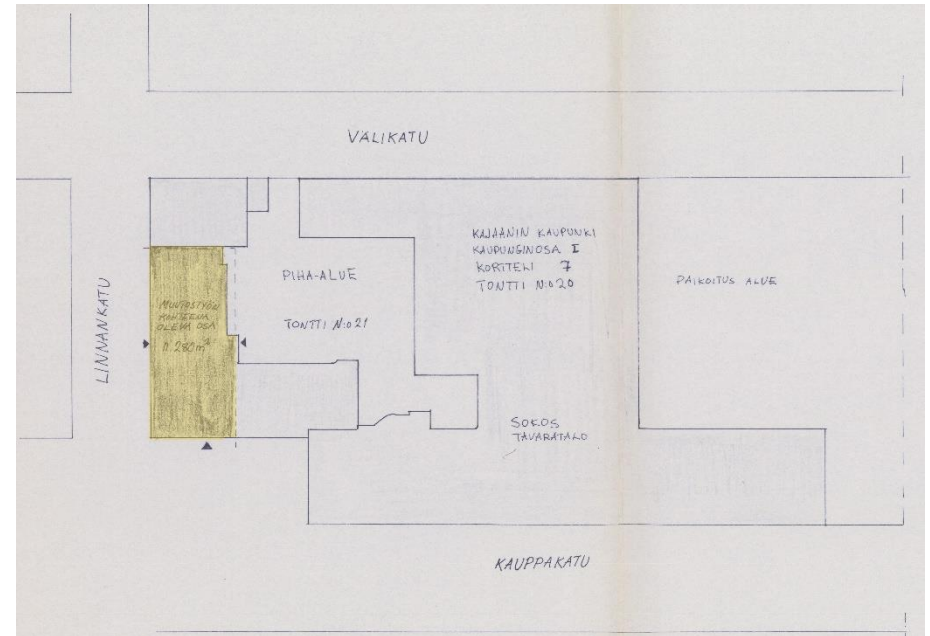 VÄLIKATU
KAJAANIN KAUPUNKI
KAUPUNGINOSA I
KORTTELI 7
TONTTI N:o 20
PIHA-ALUE
PAIKOITUS ALUE
MUUTOSTYÖN
KOHTEENA
OLEVA OSA
n. 280 m²
TONTTI N:o 21
LINNANKATU
SOKOS
TAVARATALO
KAUPPAKATU